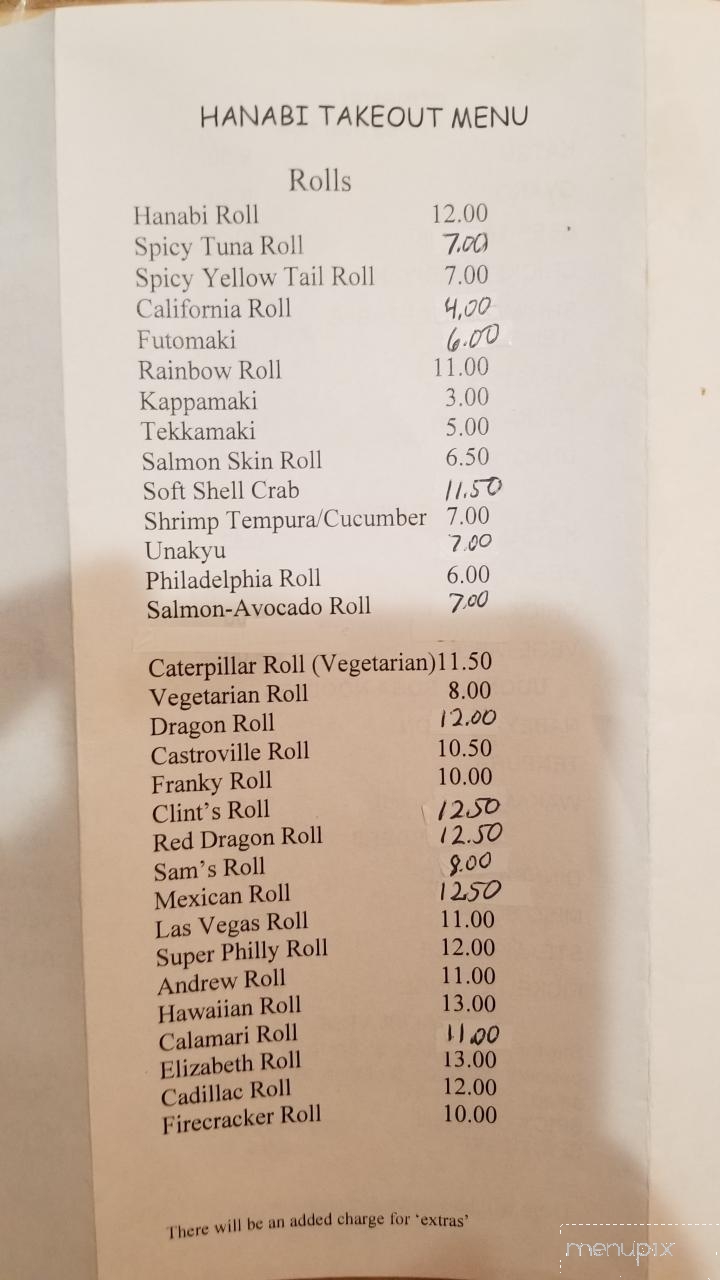 HANABI TAKEOUT MENU
Rolls
Hanabi Roll 12.00
Spicy Tuna Roll 7.00
Spicy Yellow Tail Roll 7.00
California Roll 4,00
Futomaki 6.00
Rainbow Roll 11.00
Kappamaki 3.00
Tekkamaki 5.00
Salmon Skin Roll 6.50
Soft Shell Crab 11.50
Shrimp Tempura/Cucumber 7.00
Unakyu 7.00
Philadelphia Roll 6.00
Salmon-Avocado Roll 7.00
Caterpillar Roll (Vegetarian)11.50
Vegetarian Roll 8.00
Dragon Roll 12.00
Castroville Roll 10.50
Franky Roll 10.00
Clint's Roll 12.50
Red Dragon Roll 12.50
Sam's Roll 8.00
Mexican Roll 12.50
Las Vegas Roll 11.00
Super Philly Roll 12.00
Andrew Roll 11.00
Hawaiian Roll 13.00
Calamari Roll 11.00
Elizabeth Roll 13.00
Cadillac Roll 12.00
Firecracker Roll 10.00
There will be an added charge for 'extras'
menupix